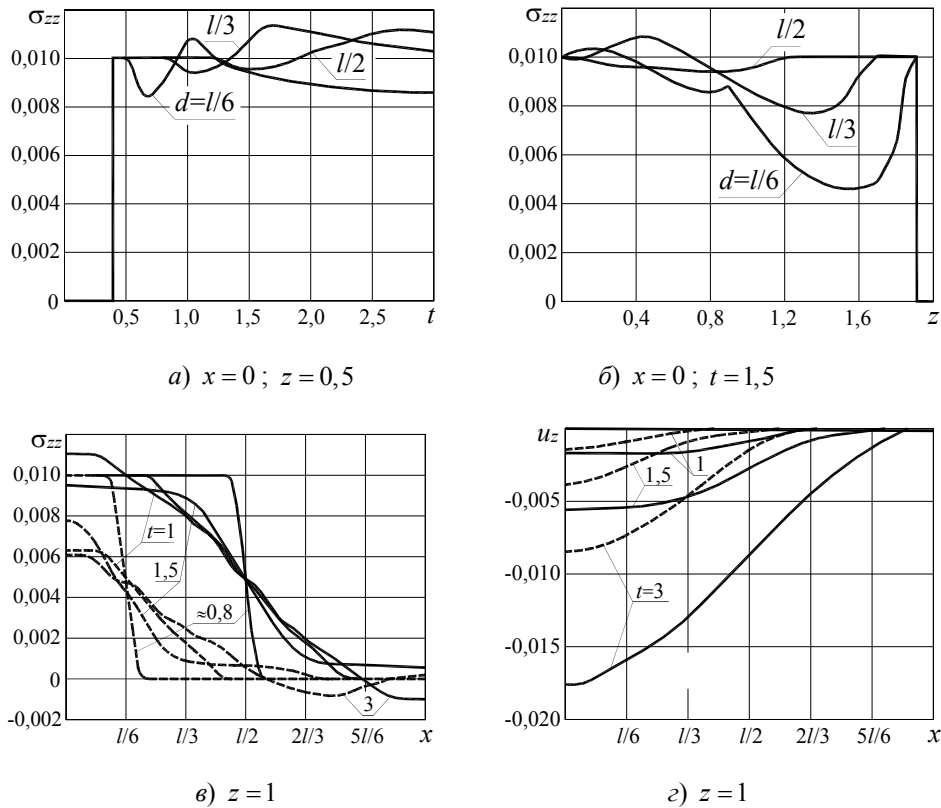 σzz
0,010
0,008
0,006
0,004
0,002
0
l/3
l/2
d=l/6
0,5
1,0
1,5
2,0
2,5
t
а) x = 0 ; z = 0,5
σzz
0,010
0,008
0,006
0,004
0,002
0
l/2
l/3
d=l/6
0,4
0,8
1,2
1,6
z
б) x = 0 ; t = 1,5
σzz
0,010
0,008
0,006
0,004
0,002
0
-0,002
t=1
1,5
≈0,8
3
l/6
l/3
l/2
2l/3
5l/6
x
в) z = 1
uz
-0,005
-0,010
-0,015
-0,020
1
1,5
t=3
l/6
l/3
l/2
2l/3
5l/6
x
г) z = 1